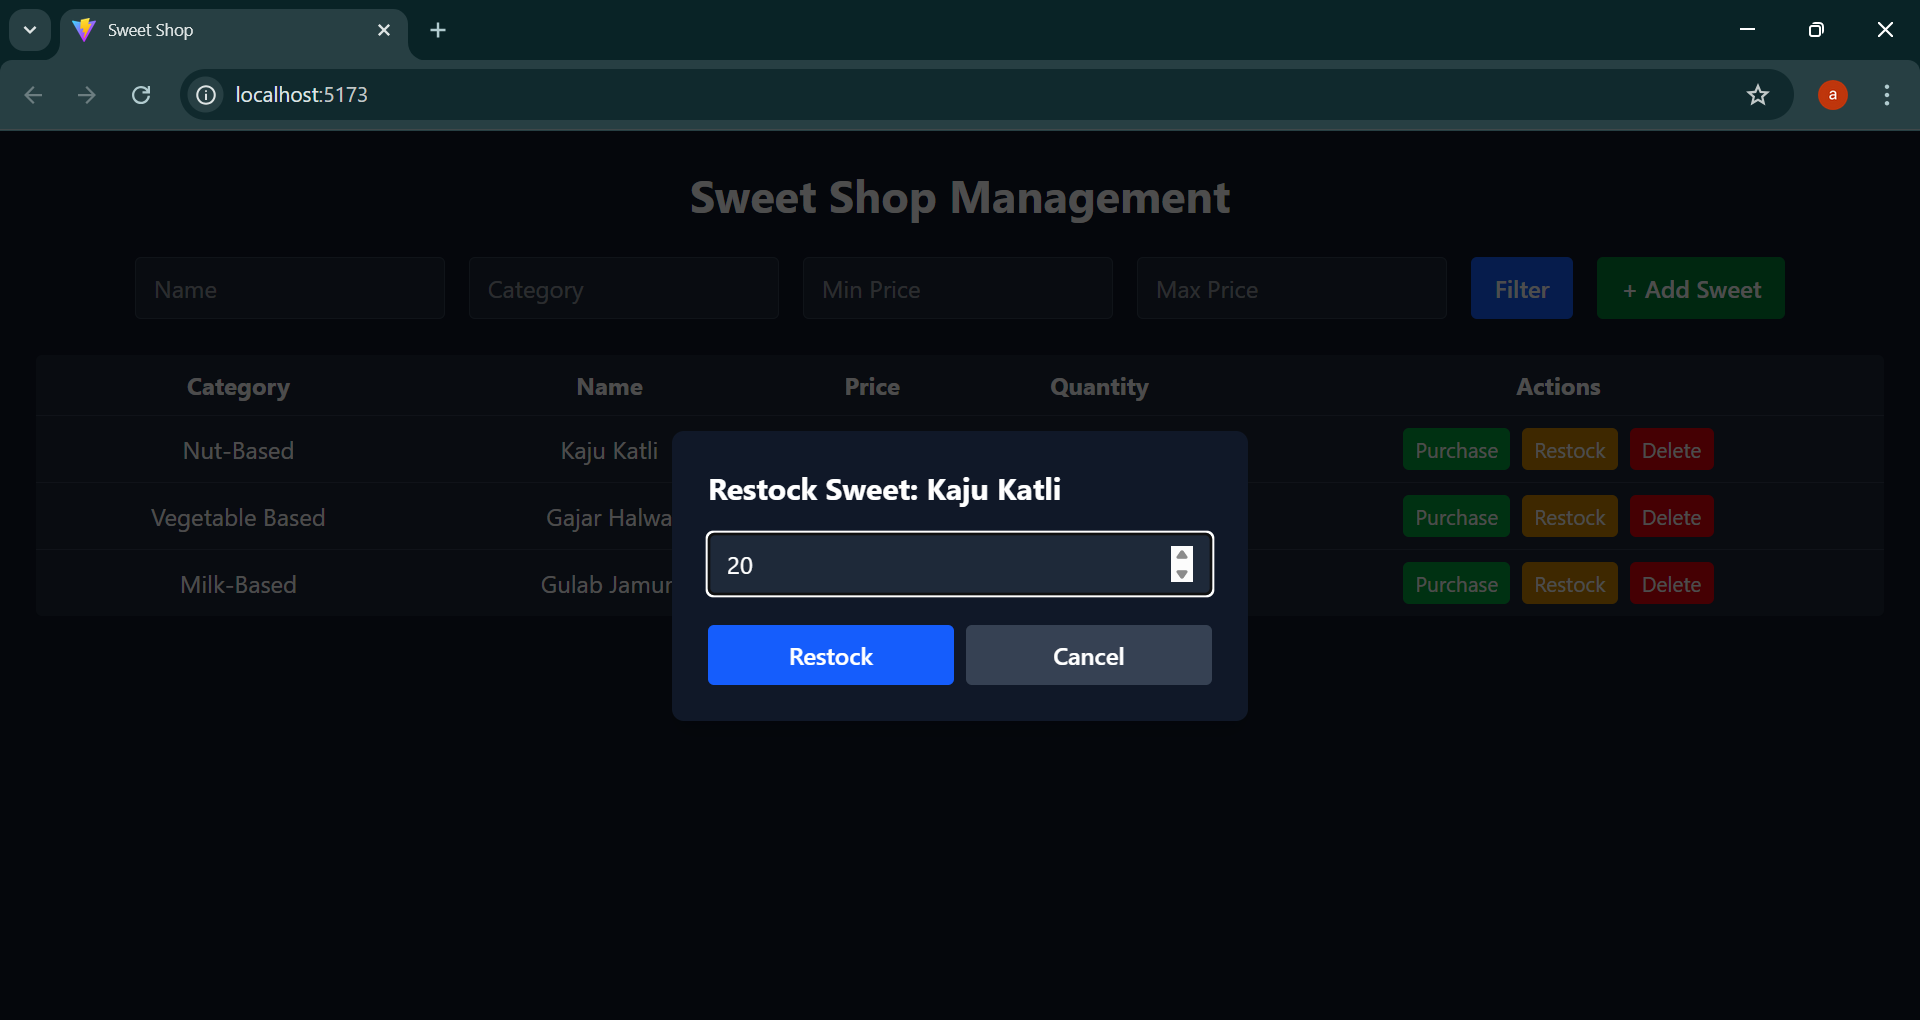 Sweet Shop
localhost:5173
a
Sweet Shop Management
Name Category Min Price Max Price Filter + Add Sweet
Category Name Price Quantity Actions
Nut-Based Kaju Katli Purchase Restock Delete
Vegetable Based Gajar Halwa Purchase Restock Delete
Milk-Based Gulab Jamun Purchase Restock Delete
Restock Sweet: Kaju Katli
20
Restock Cancel